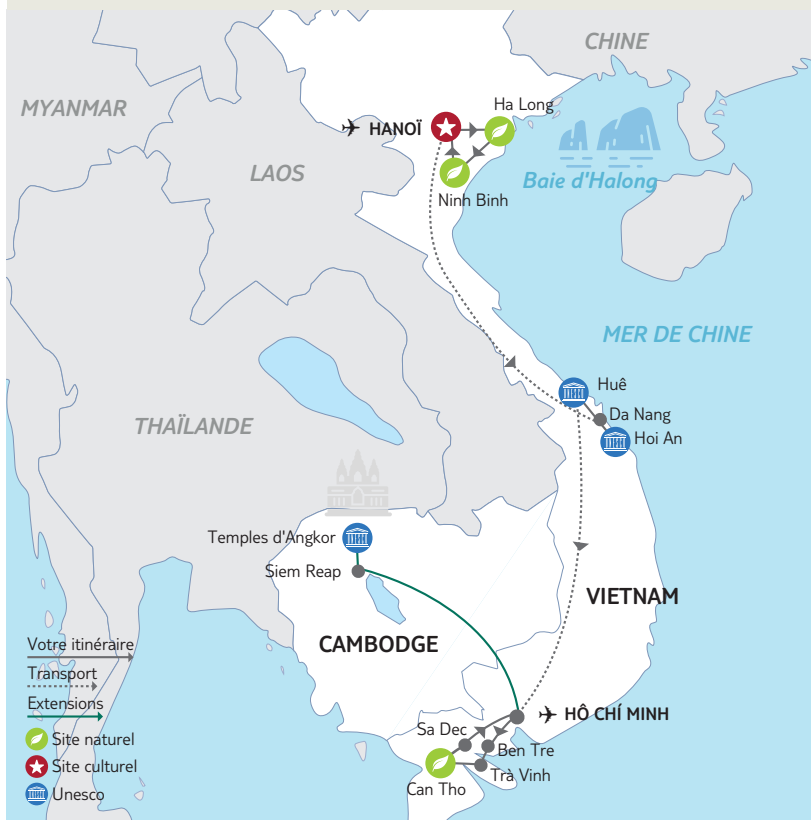 CHINE
MYANMAR
Ha Long
HANOÏ
LAOS
Baie d'Halong
Ninh Binh
MER DE CHINE
Huê
Da Nang
THAÏLANDE
Hoi An
Temples d'Angkor
Siem Reap
VIETNAM
CAMBODGE
Votre itinéraire
Transport
Extensions
HÔ CHÍ MINH
Sa Dec
Site naturel
Ben Tre
Site culturel
Trà Vinh
Can Tho
Unesco